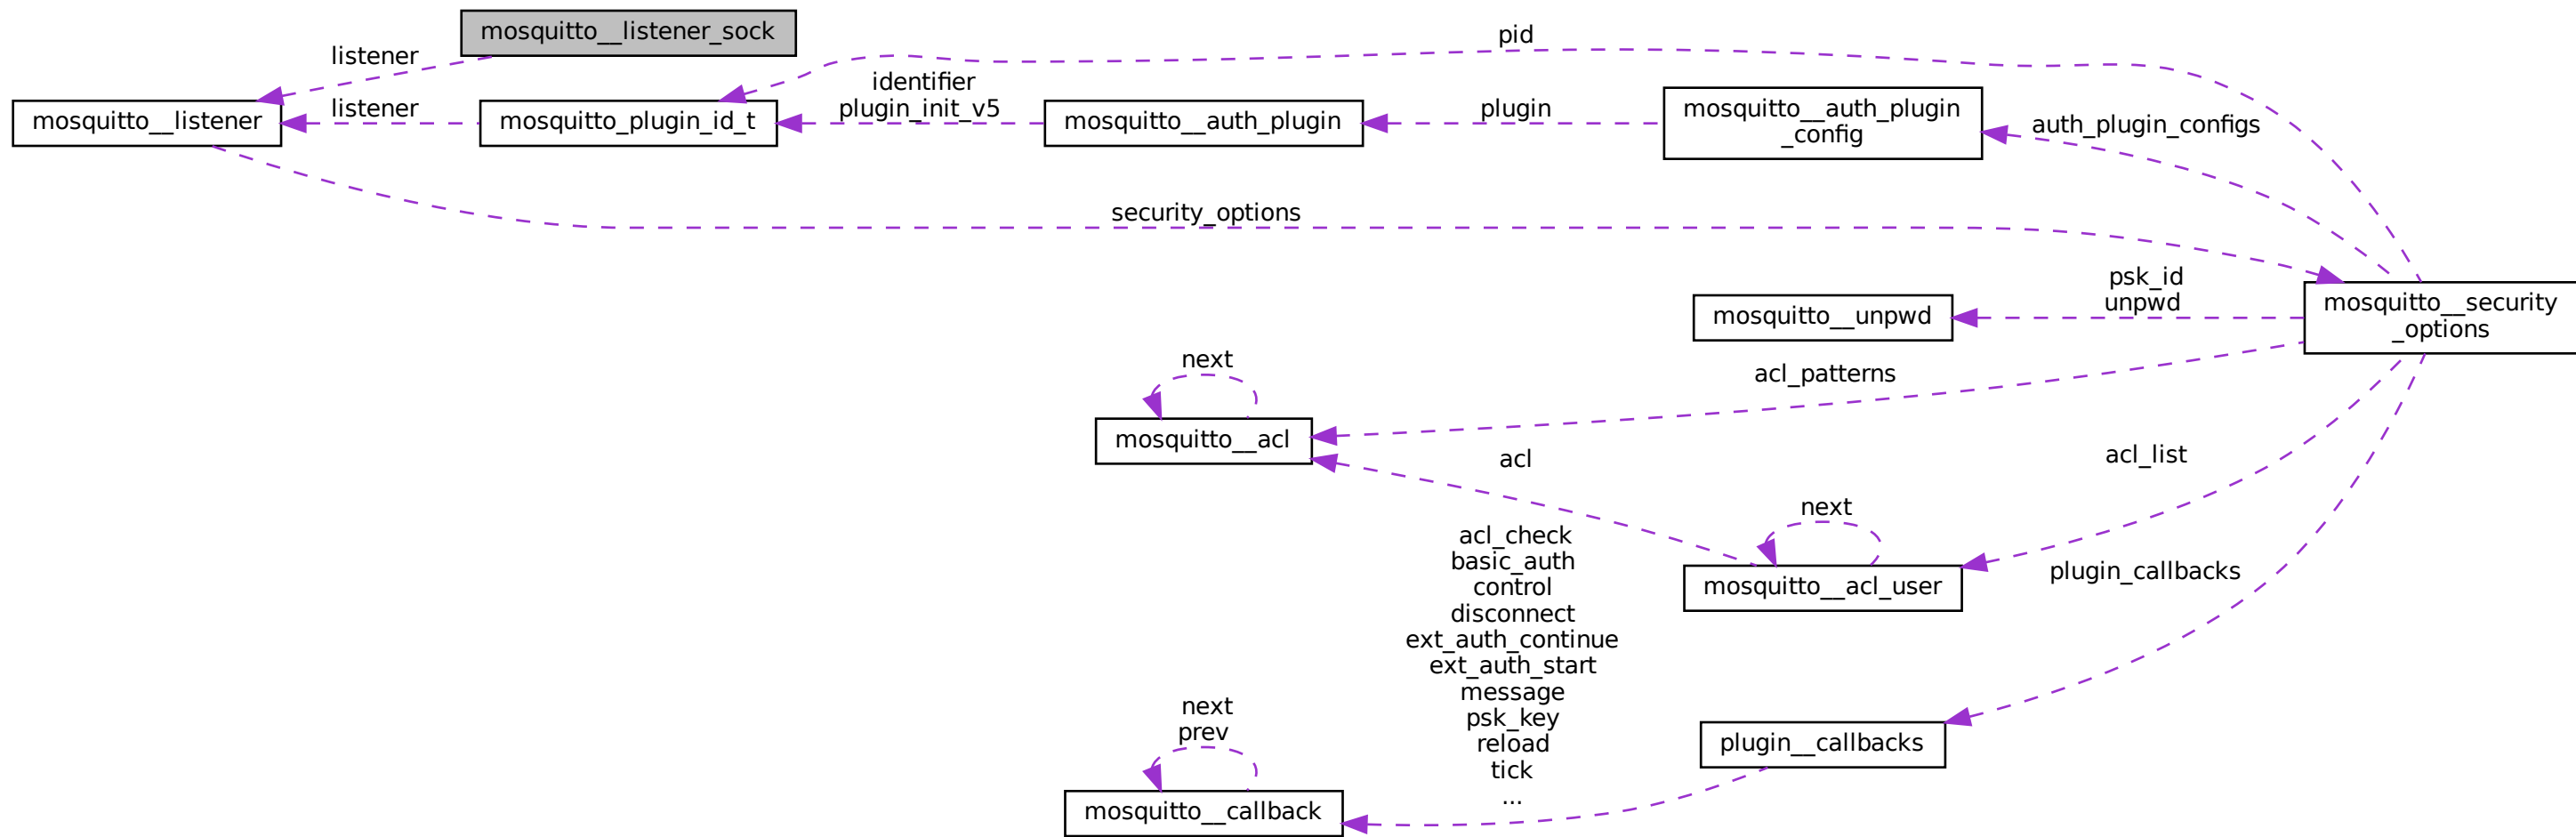 mosquitto__listener_sock
pid
listener
identifier
plugin_init_v5
listener
plugin
auth_plugin_configs
mosquitto__listener
mosquitto_plugin_id_t
mosquitto__auth_plugin
mosquitto__auth_plugin
_config
security_options
psk_id
unpwd
mosquitto__unpwd
mosquitto__security
_options
next
acl_patterns
mosquitto__acl
acl
acl_list
next
acl_check
basic_auth
control
disconnect
ext_auth_continue
ext_auth_start
message
psk_key
reload
tick
...
mosquitto__acl_user
plugin_callbacks
next
prev
plugin__callbacks
mosquitto__callback